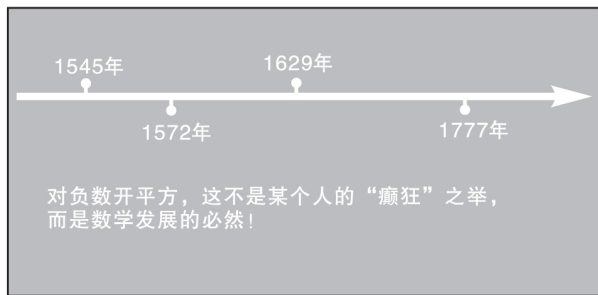 1545年
1629年
1572年
1777年
对负数开平方，这不是某个人的“癫狂”之举，
而是数学发展的必然！